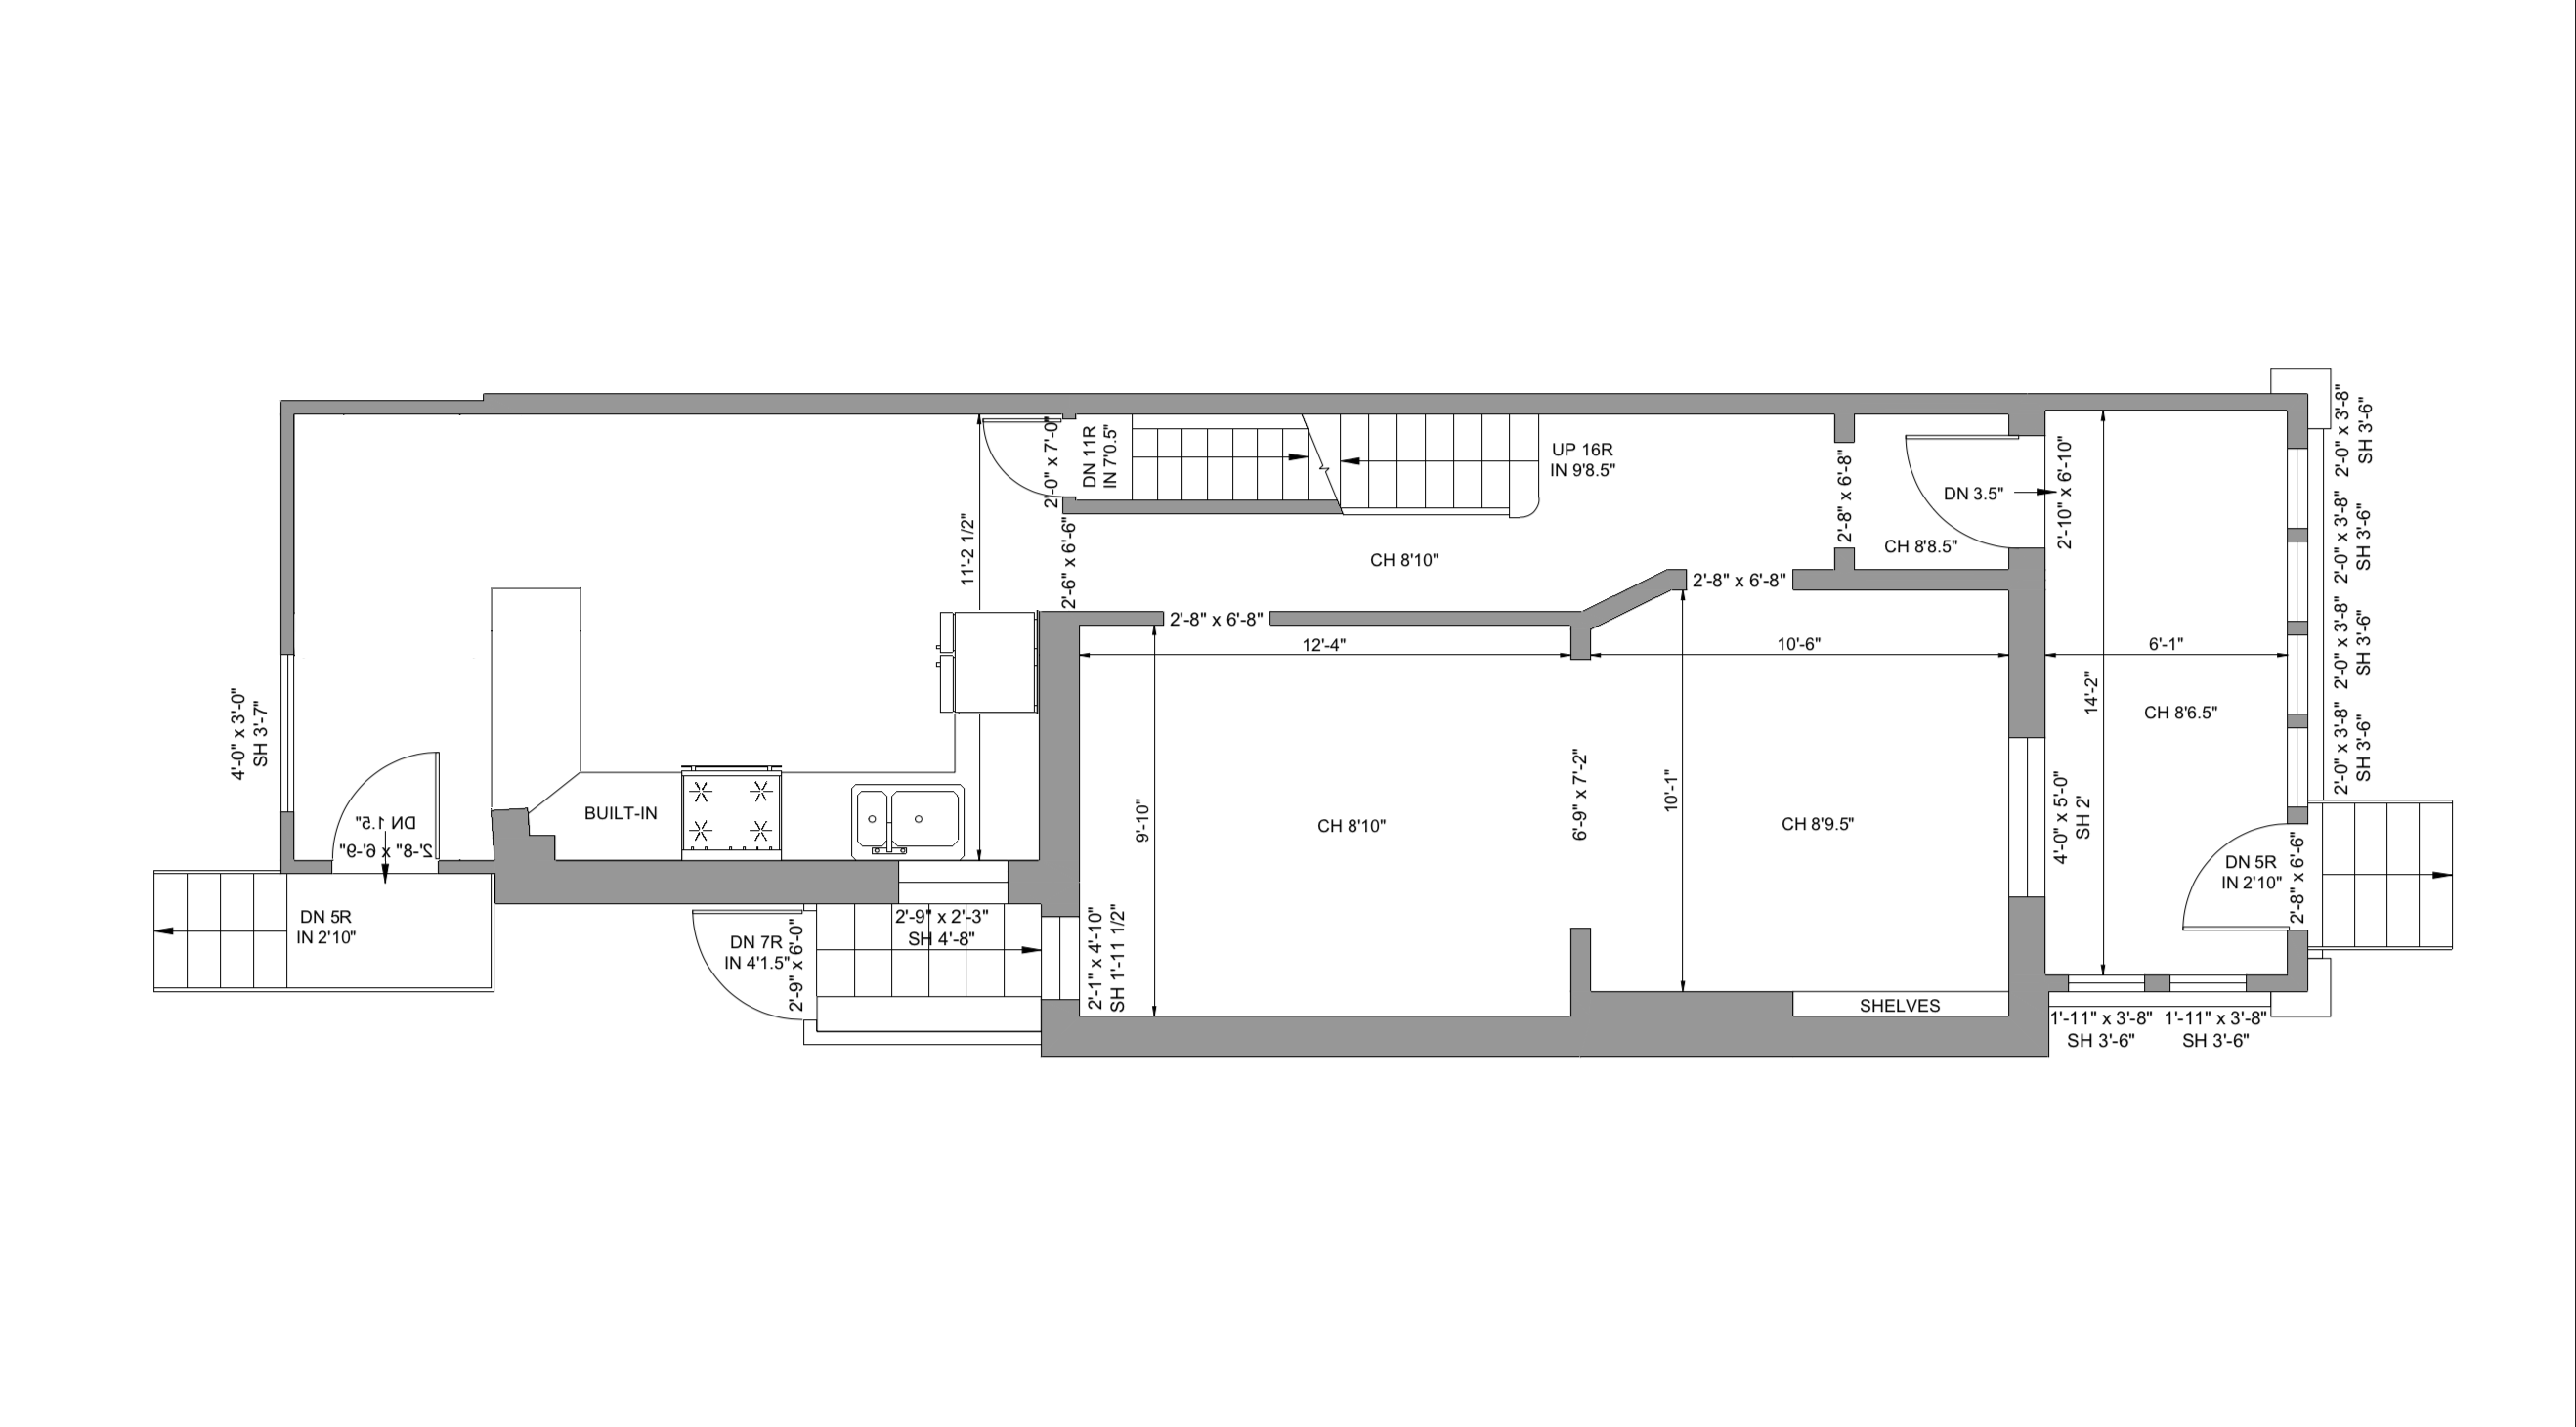 2'-0" x 3'-8"
SH 3'-6"
2'-0" x 3'-8"
SH 3'-6"
2'-0" x 3'-8"
SH 3'-6"
2'-0" x 3'-8"
SH 3'-6"
2'-0" x 7'-0"
DN 11R
IN 7'0.5"
UP 16R
IN 9'8.5"
2'-8" x 6'-8"
DN 3.5"
2'-10" x 6'-10"
CH 8'8.5"
11'-2 1/2"
2'-6" x 6'-6"
CH 8'10"
2'-8" x 6'-8"
2'-8" x 6'-8"
12'-4"
10'-6"
6'-1"
14'-2"
CH 8'6.5"
4'-0" x 3'-0"
SH 3'-7"
DN 1.5"
2'-8" x 6'-9"
BUILT-IN
9'-10"
CH 8'10"
6'-9" x 7'-2"
10'-1"
CH 8'9.5"
4'-0" x 5'-0"
SH 2'
DN 5R
IN 2'10"
2'-8" x 6'-6"
DN 5R
IN 2'10"
DN 7R
IN 4'1.5"
2'-9" x 6'-0"
2'-9" x 2'-3"
SH 4'-8"
2'-1" x 4'-10"
SH 1'-11 1/2"
SHELVES
1'-11" x 3'-8"
SH 3'-6"
1'-11" x 3'-8"
SH 3'-6"